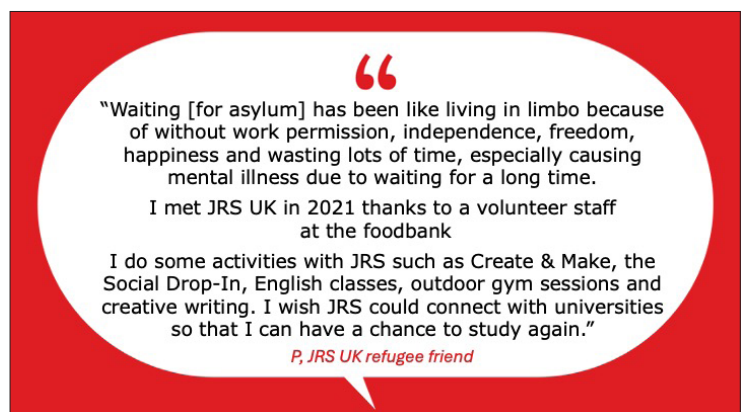 “
“Waiting [for asylum] has been like living in limbo because
of without work permission, independence, freedom,
happiness and wasting lots of time, especially causing
mental illness due to waiting for a long time.
I met JRS UK in 2021 thanks to a volunteer staff
at the foodbank
I do some activities with JRS such as Create & Make, the
Social Drop-In, English classes, outdoor gym sessions and
creative writing. I wish JRS could connect with universities
so that I can have a chance to study again.”
P, JRS UK refugee friend